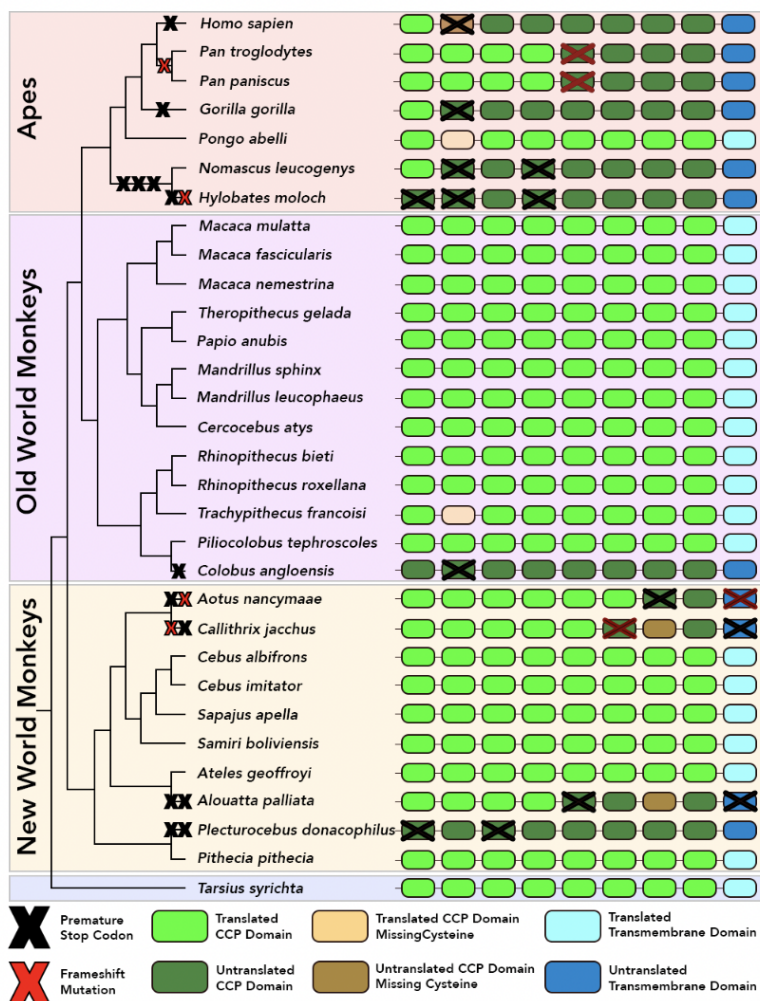 Apes
Homo sapien
Pan troglodytes
Pan paniscus
Gorilla gorilla
Pongo abelli
Nomascus leucogenys
Hylobates moloch
Old World Monkeys
Macaca mulatta
Macaca fascicularis
Macaca nemestrina
Theropithecus gelada
Papio anubis
Mandrillus sphinx
Mandrillus leucophaeus
Cercocebus atys
Rhinopithecus bieti
Rhinopithecus roxellana
Trachypithecus francoisi
Piliocolobus tephroscoles
Colobus angloensis
New World Monkeys
Aotus nancymaae
Callithrix jacchus
Cebus albifrons
Cebus imitator
Sapajus apella
Samiri boliviensis
Ateles geoffroyi
Alouatta palliata
Plecturocebus donacophilus
Pithecia pithecia
Tarsius syrichta
Premature
Stop Codon
Translated
CCP Domain
Translated CCP Domain
MissingCysteine
Translated
Transmembrane Domain
Frameshift
Mutation
Untranslated
CCP Domain
Untranslated CCP Domain
Missing Cysteine
Untranslated
Transmembrane Domain